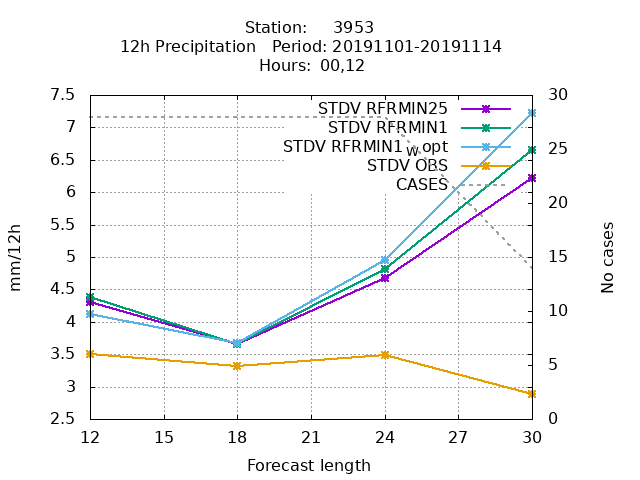 Station: 3953
12h Precipitation Period: 20191101-20191114
Hours: 00,12
7.5
7
6.5
6
5.5
5
4.5
4
3.5
3
2.5
mm/12h
STDV RFRMIN25
STDV RFRMIN1
STDV RFRMIN1_w opt
STDV OBS
CASES
30
25
20
15
10
5
0
No cases
12
15
18
21
24
27
30
Forecast length